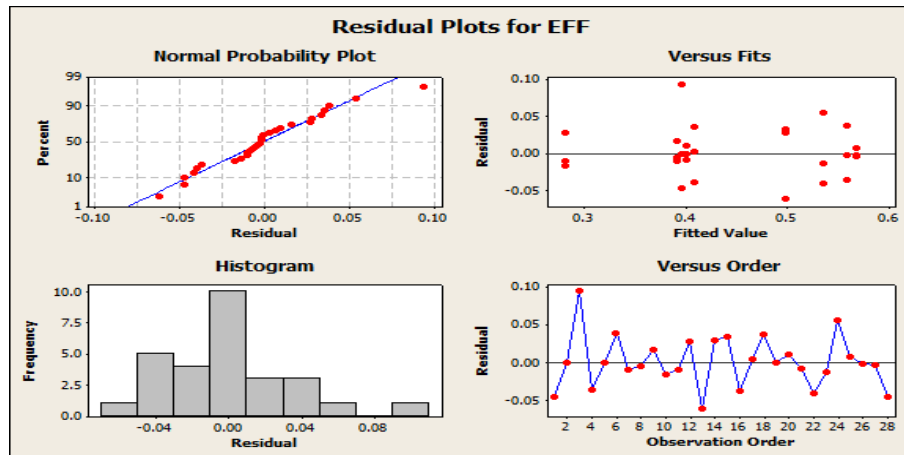 Residual Plots for EFF
Normal Probability Plot
99
90
50
10
1
Percent
-0.10 -0.05 0.00 0.05 0.10
Residual
Versus Fits
0.10
0.05
0.00
-0.05
Residual
0.3 0.4 0.5 0.6
Fitted Value
Histogram
10.0
7.5
5.0
2.5
0.0
Frequency
-0.04 0.00 0.04 0.08
Residual
Versus Order
0.10
0.05
0.00
-0.05
Residual
2 4 6 8 10 12 14 16 18 20 22 24 26 28
Observation Order